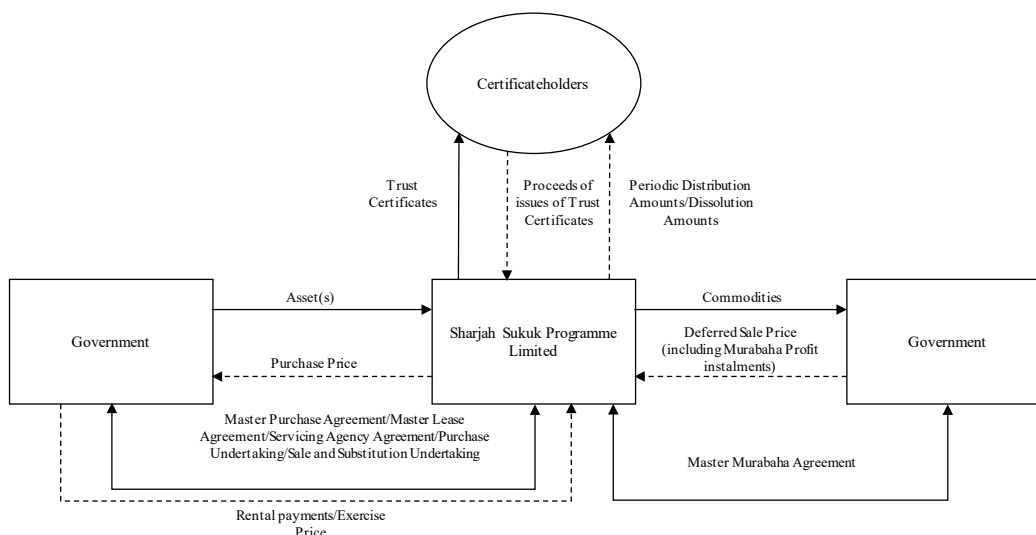 Certificateholders
Trust
Certificates
Proceeds of
issues of Trust
Certificates
Periodic Distribution
Amounts/Dissolution
Amounts
Government
Asset(s)
Purchase Price
Sharjah Sukuk Programme
Limited
Commodities
Deferred Sale Price
(including Murabaha Profit
instalments)
Government
Master Purchase Agreement/Master Lease
Agreement/Servicing Agency Agreement/Purchase
Undertaking/Sale and Substitution Undertaking
Master Murabaha Agreement
Rental payments/Exercise
Price